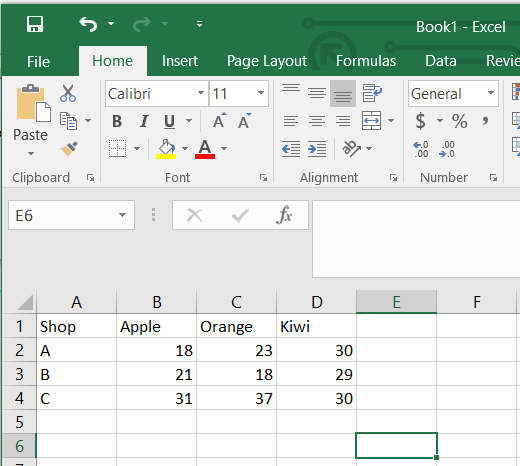 Book1 - Excel
File Home Insert Page Layout Formulas Data Revie
Calibri 11 General
Paste B I U A A $ % ,
A .0 .00 .00 .0
Clipboard Font Alignment Number
E6 fx
A B C D E F
1 Shop Apple Orange Kiwi
2 A 18 23 30
3 B 21 18 29
4 C 31 37 30
5
6